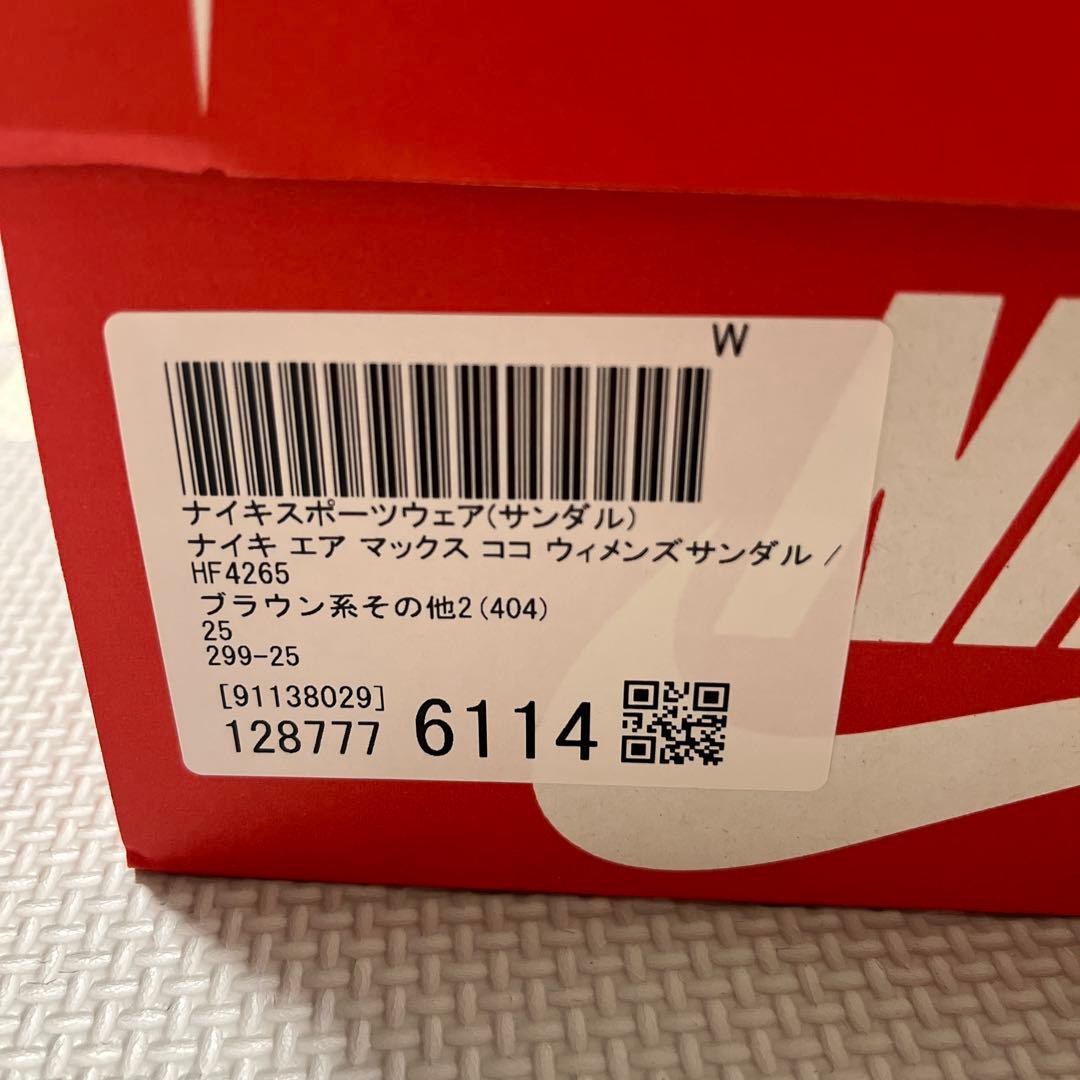 W
ナイキスポーツウェア(サンダル)
ナイキ エア マックス ココ ウィメンズサンダル /
HF4265
ブラウン系その他2(404)
25
299-25
[91138029]
128777 6114